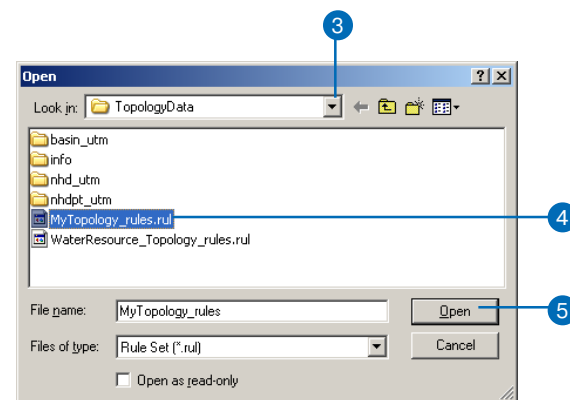 3
Open
?
Look in: TopologyData
basin_utm
info
nhd_utm
nhdpt_utm
MyTopology_rules.rul
4
WaterResource_Topology_rules.rul
File name: MyTopology_rules Open
5
Files of type: Rule Set (*.rul) Cancel
Open as read-only